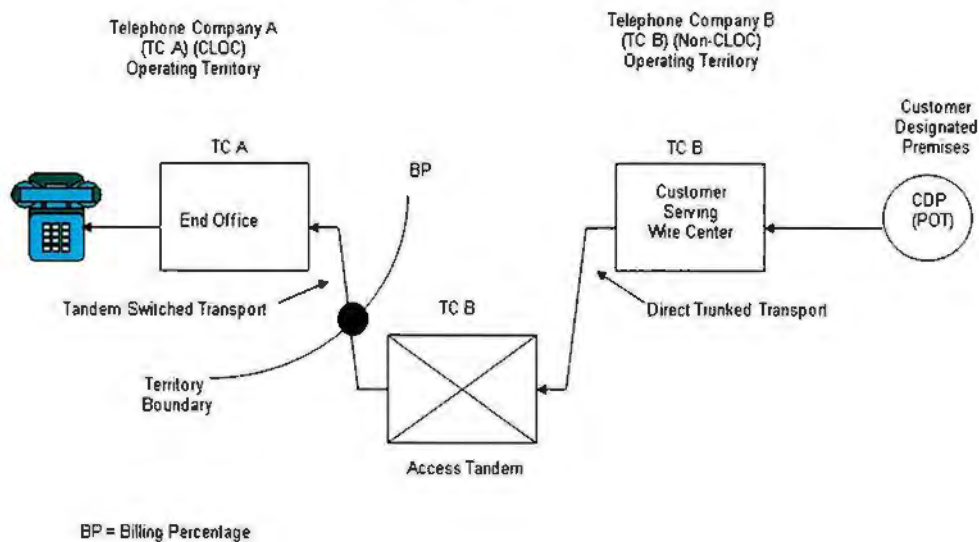 Telephone Company A
(TC A) (CLOC)
Operating Territory
Telephone Company B
(TC B) (Non-CLOC)
Operating Territory
Customer
Designated
Premises
TC A
BP
TC B
End Office
Customer
Serving
Wire Center
CDP
(POT)
Tandem Switched Transport
TC B
Direct Trunked Transport
Territory
Boundary
Access Tandem
BP = Billing Percentage